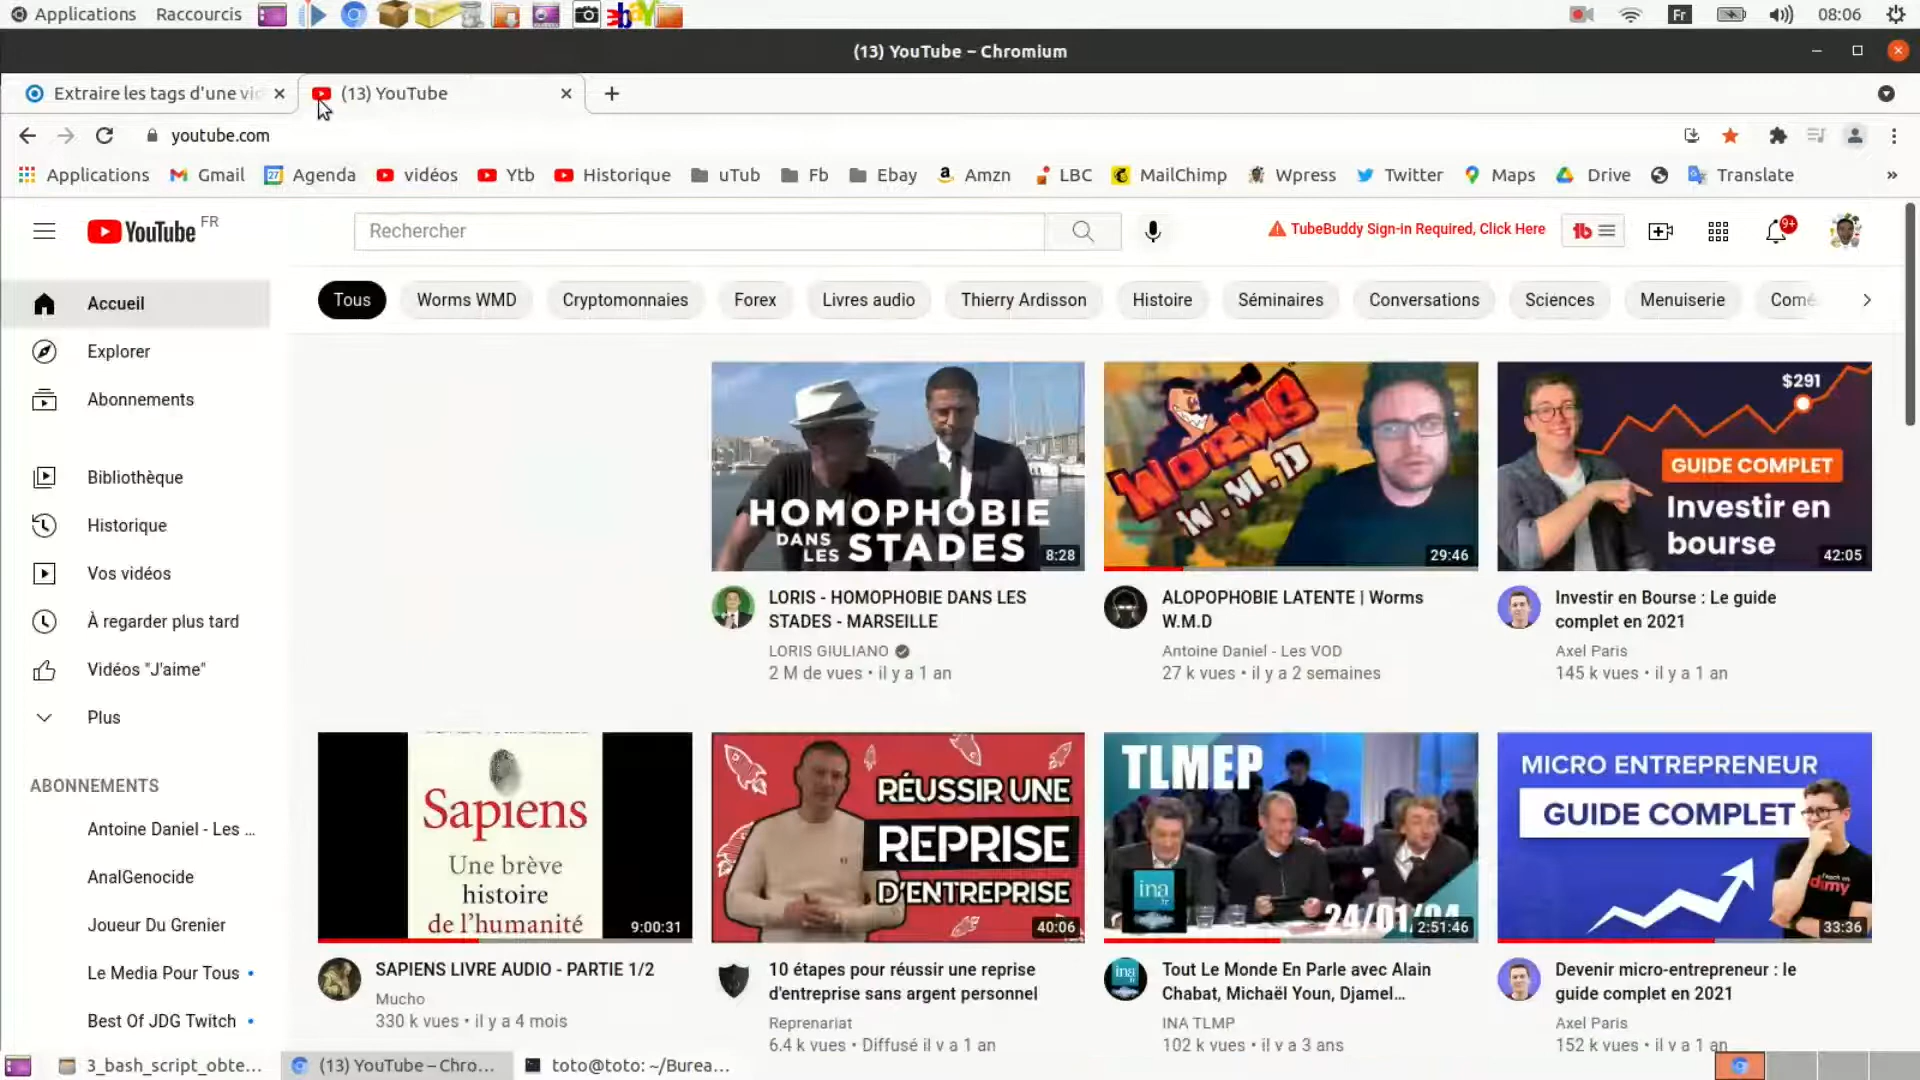 Applications Raccourcis Fr 08:06
(13) YouTube – Chromium
Extraire les tags d'une vi (13) YouTube
youtube.com
Applications Gmail Agenda vidéos Ytb Historique uTub Fb Ebay Amzn LBC MailChimp Wpress Twitter Maps Drive Translate »
YouTube FR
Rechercher
TubeBuddy Sign-in Required, Click Here
9+
Tous Worms WMD Cryptomonnaies Forex Livres audio Thierry Ardisson Histoire Séminaires Conversations Sciences Menuiserie Comé
Accueil
Explorer
Abonnements
Bibliothèque
Historique
Vos vidéos
À regarder plus tard
Vidéos "J'aime"
Plus
ABONNEMENTS
Antoine Daniel - Les ...
AnalGenocide
Joueur Du Grenier
Le Media Pour Tous
Best Of JDG Twitch
HOMOPHOBIE
DANS
LES STADES
8:28
LORIS - HOMOPHOBIE DANS LES
STADES - MARSEILLE
LORIS GIULIANO
2 M de vues • il y a 1 an
WORMS
W.M.D
29:46
ALOPOPHOBIE LATENTE | Worms
W.M.D
Antoine Daniel - Les VOD
27 k vues • il y a 2 semaines
$291
GUIDE COMPLET
Investir en
bourse
42:05
Investir en Bourse : Le guide
complet en 2021
Axel Paris
145 k vues • il y a 1 an
Sapiens
Une brève
histoire
de l'humanité
9:00:31
SAPIENS LIVRE AUDIO - PARTIE 1/2
Mucho
330 k vues • il y a 4 mois
RÉUSSIR UNE
REPRISE
D'ENTREPRISE
40:06
10 étapes pour réussir une reprise
d'entreprise sans argent personnel
Reprenariat
6.4 k vues • Diffusé il y a 1 an
TLMEP
ina
24/01/04
2:51:46
Tout Le Monde En Parle avec Alain
Chabat, Michaël Youn, Djamel...
INA TLMP
102 k vues • il y a 3 ans
MICRO ENTREPRENEUR
GUIDE COMPLET
33:36
Devenir micro-entrepreneur : le
guide complet en 2021
Axel Paris
152 k vues • il y a 1 an
3_bash_script_obte... (13) YouTube – Chro... toto@toto: ~/Burea...